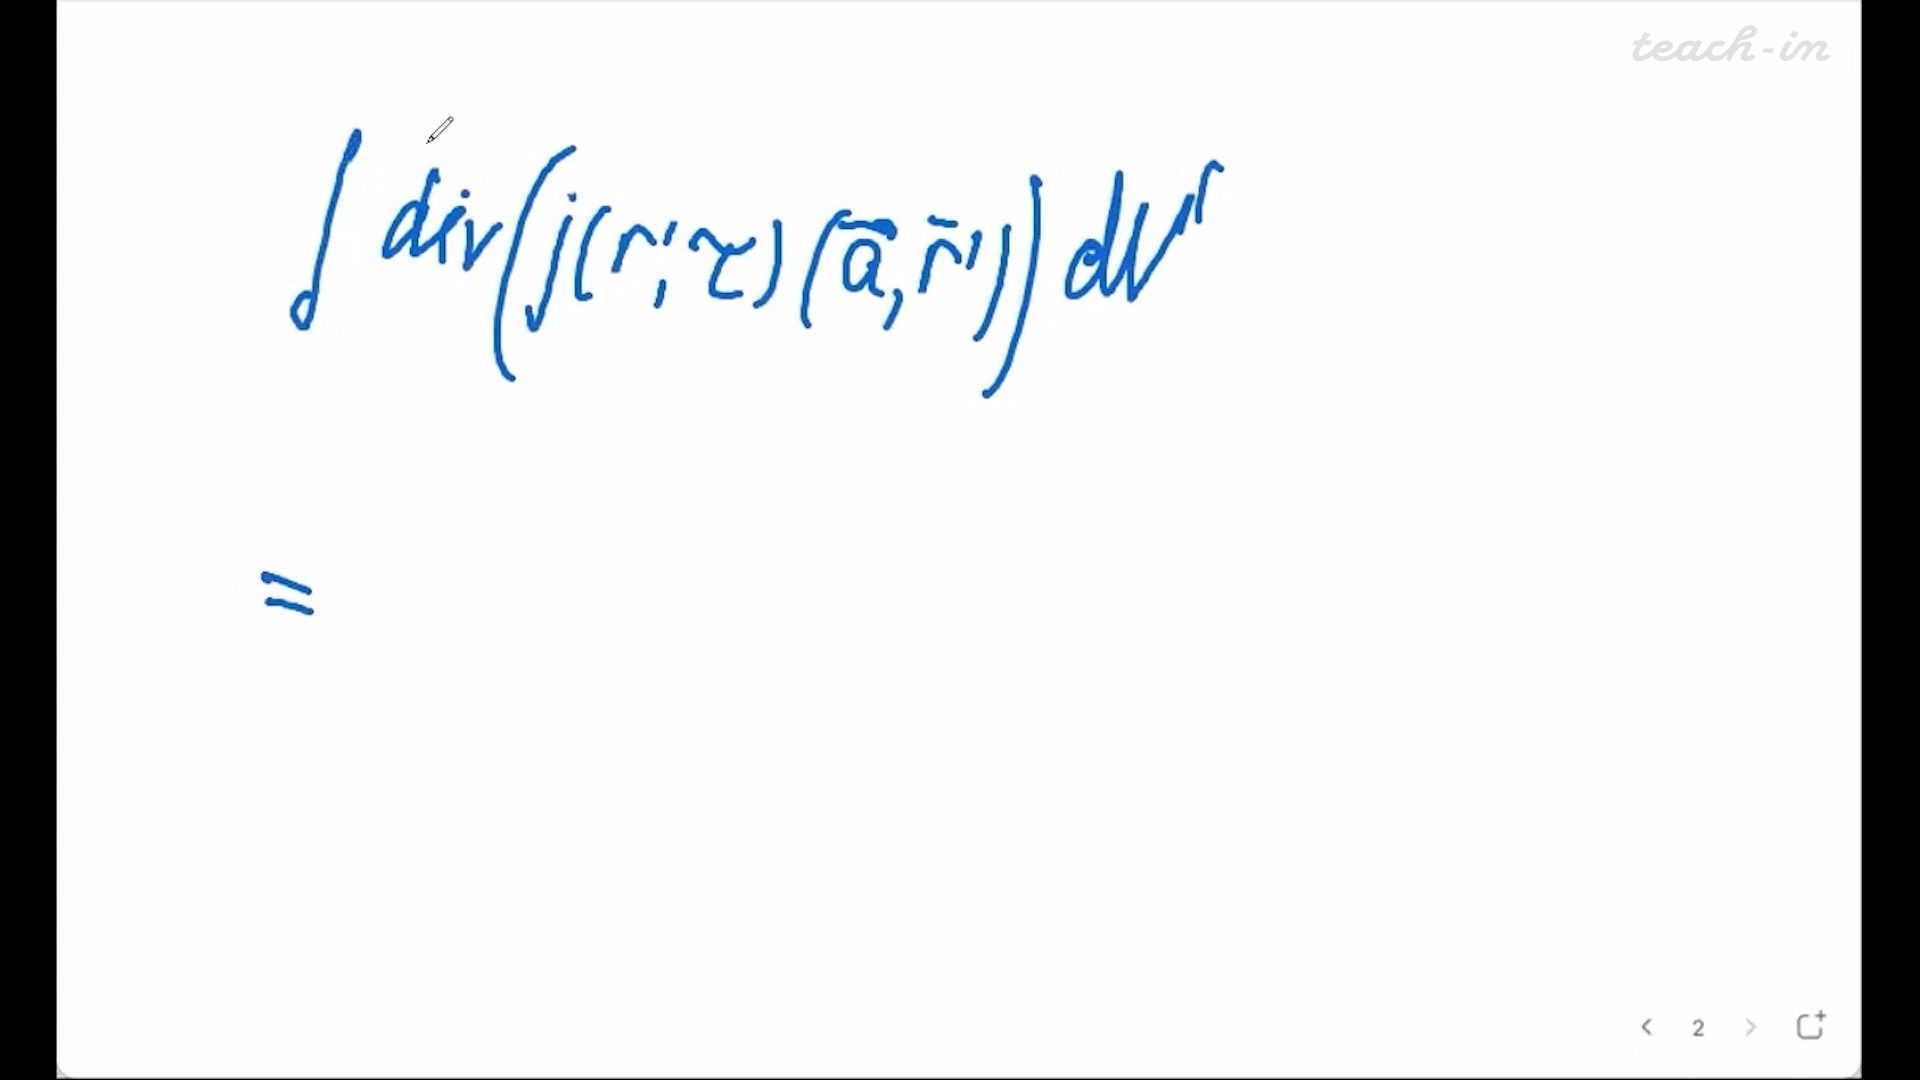 teach-in
∫ div(j(r', τ)(a̅, r̅')) dV'
=
2